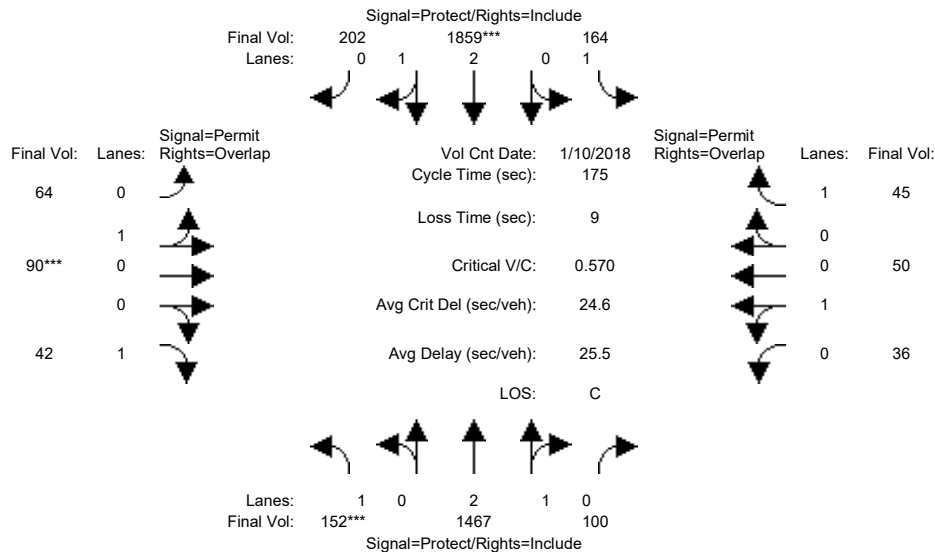 Signal=Protect/Rights=Include
Final Vol: 202 1859*** 164
Lanes: 0 1 2 0 1
Signal=Permit
Final Vol: Lanes: Rights=Overlap
Vol Cnt Date: 1/10/2018
Signal=Permit
Rights=Overlap Lanes: Final Vol:
Cycle Time (sec): 175
64 0
1 45
Loss Time (sec): 9
1
0
90*** 0
Critical V/C: 0.570
0 50
0
Avg Crit Del (sec/veh): 24.6
1
42 1
Avg Delay (sec/veh): 25.5
0 36
LOS: C
Lanes: 1 0 2 1 0
Final Vol: 152*** 1467 100
Signal=Protect/Rights=Include